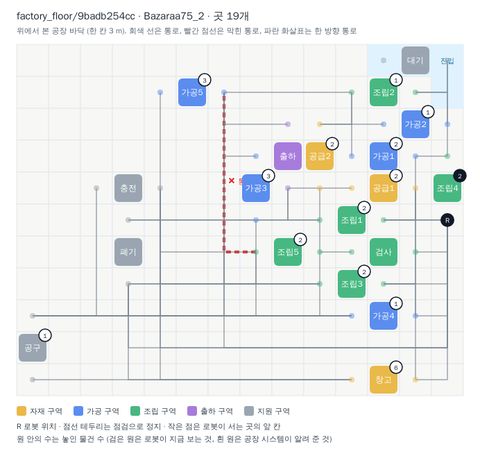 factory_floor/9badb254cc · Bazaraa75_2 · 곳 19개
위에서 본 공장 바닥 (한 칸 3 m). 회색 선은 통로, 빨간 점선은 막힌 통로, 파란 화살표는 한 방향 통로
대기
3
가공5
1
조립2
1
가공2
출하
2
공급2
2
가공1
충전
✕
3
가공3
2
공급1
2
조립4
2
조립1
R
폐기
2
조립5
검사
2
조립3
1
가공4
1
공구
6
창고
자재 구역
가공 구역
조립 구역
출하 구역
지원 구역
R 로봇 위치 · 점선 테두리는 점검으로 정지 · 작은 점은 로봇이 서는 곳의 앞 칸
원 안의 수는 놓인 물건 수 (검은 원은 로봇이 지금 보는 것, 흰 원은 공장 시스템이 알려 준 것)